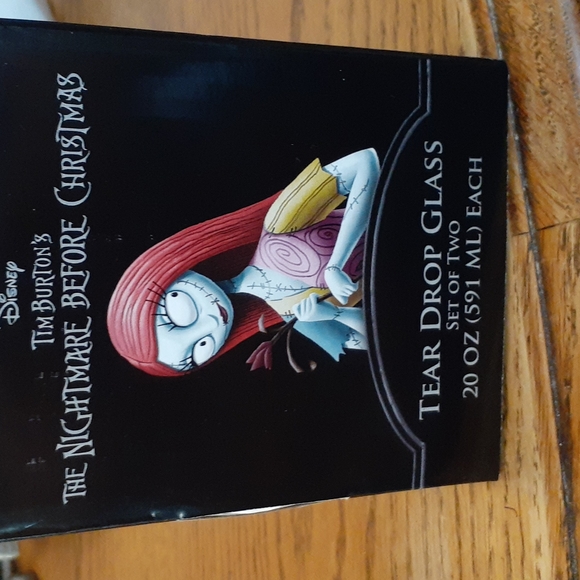 Disney
Tim Burton's
The Nightmare Before Christmas
Tear Drop Glass
Set of Two
20 oz (591 ml) Each